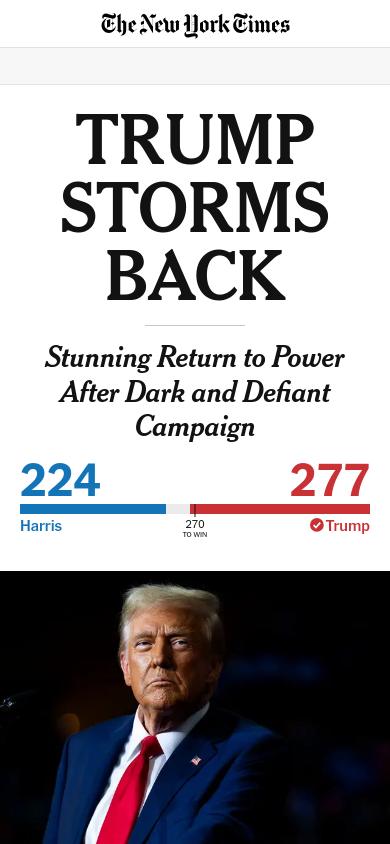 The New York Times
TRUMP
STORMS
BACK
Stunning Return to Power
After Dark and Defiant
Campaign
224 277
Harris 270 Trump
TO WIN